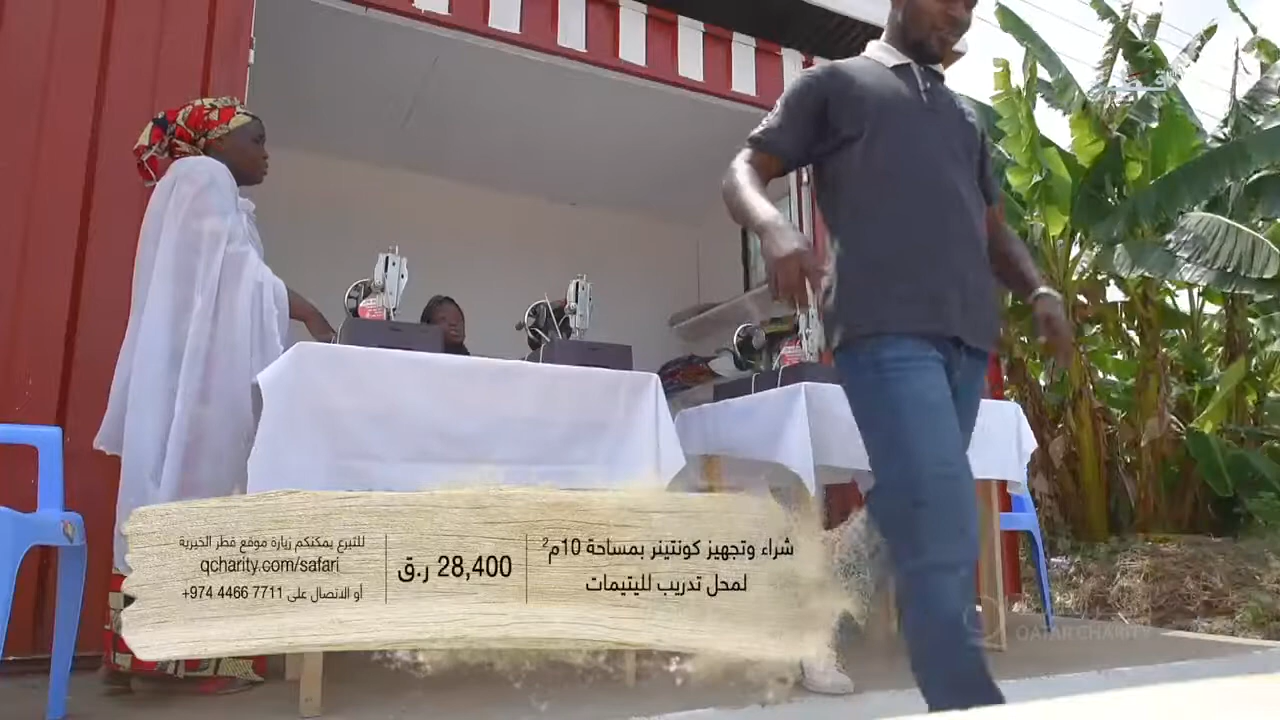 شراء وتجهيز كونتينر بمساحة 10م²
لمحل تدريب لليتيمات
28,400 ر.ق
للتبرع يمكنكم زيارة موقع قطر الخيرية
qcharity.com/safari
أو الاتصال على 7711 4466 974+
QATAR CHARITY